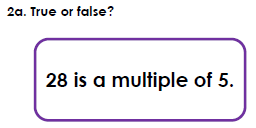 2a. True or false?
28 is a multiple of 5.